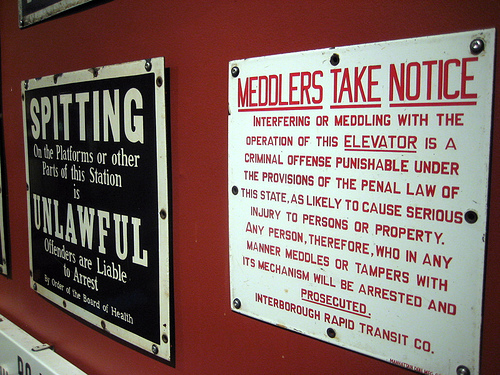 SPITTING
On the Platforms or other
Parts of this Station
is
UNLAWFUL
Offenders are Liable
to Arrest
By Order of the Board of Health
MEDDLERS TAKE NOTICE
INTERFERING OR MEDDLING WITH THE
OPERATION OF THIS ELEVATOR IS A
CRIMINAL OFFENSE PUNISHABLE UNDER
THE PROVISIONS OF THE PENAL LAW OF
THIS STATE, AS LIKELY TO CAUSE SERIOUS
INJURY TO PERSONS OR PROPERTY.
ANY PERSON, THEREFORE, WHO IN ANY
MANNER MEDDLES OR TAMPERS WITH
ITS MECHANISM WILL BE ARRESTED AND
PROSECUTED.
INTERBOROUGH RAPID TRANSIT CO.